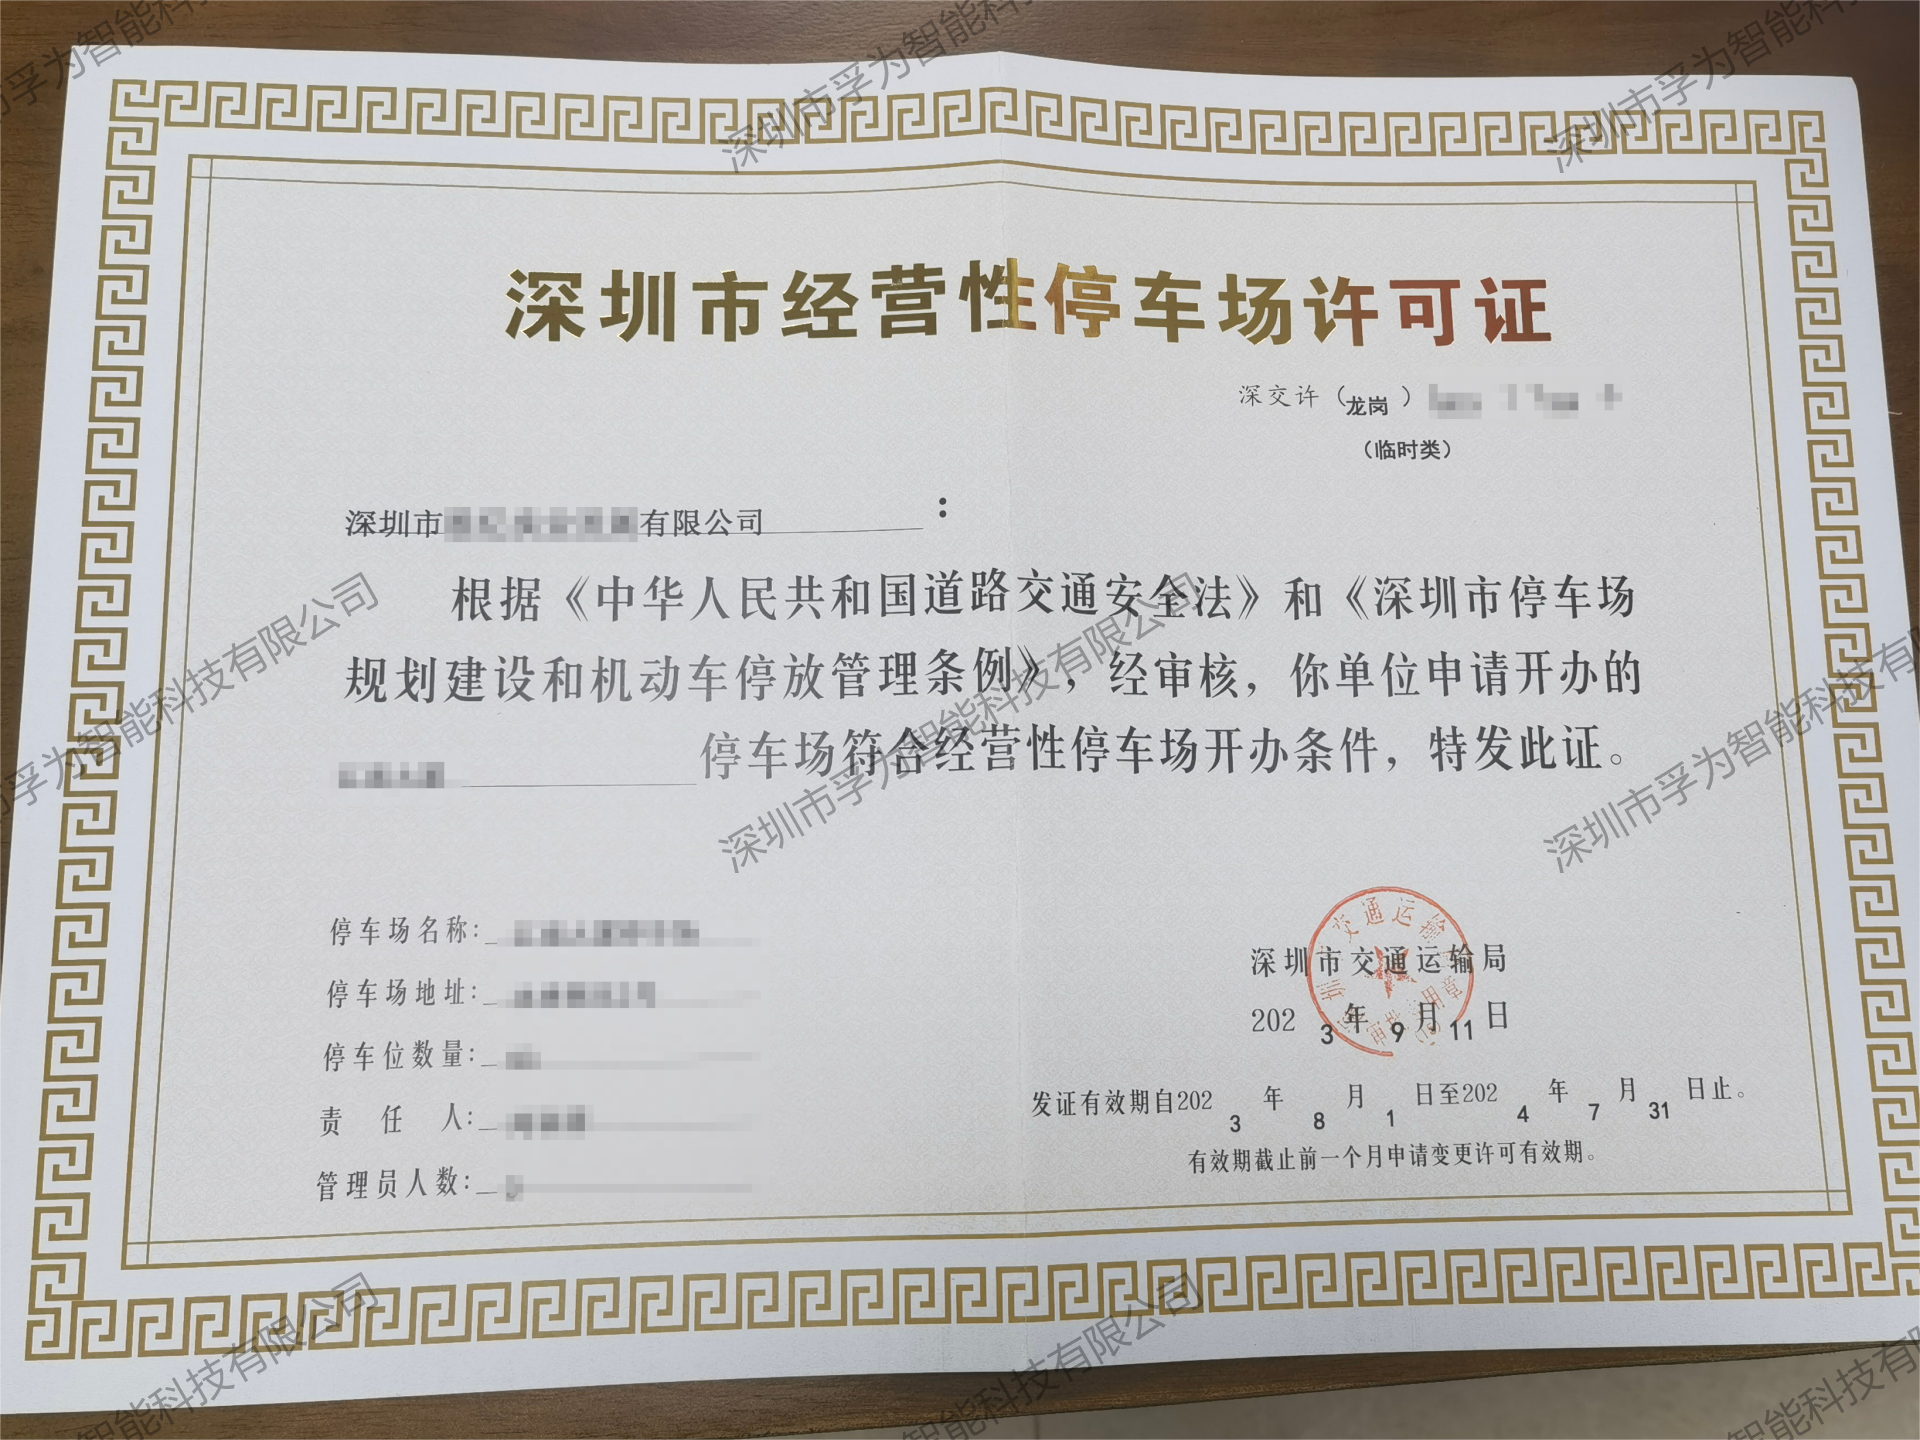 深圳市经营性停车场许可证
深交许（龙岗）
（临时类）
深圳市 有限公司：
根据《中华人民共和国道路交通安全法》和《深圳市停车场
规划建设和机动车停放管理条例》，经审核，你单位申请开办的
停车场符合经营性停车场开办条件，特发此证。
停车场名称：
停车场地址：
停车位数量：
责任人：
管理员人数：
深圳市交通运输局
2023年9月11日
发证有效期自2023年8月1日至2024年7月31日止。
有效期截止前一个月申请变更许可有效期。
深圳市孚为智能科技有限公司